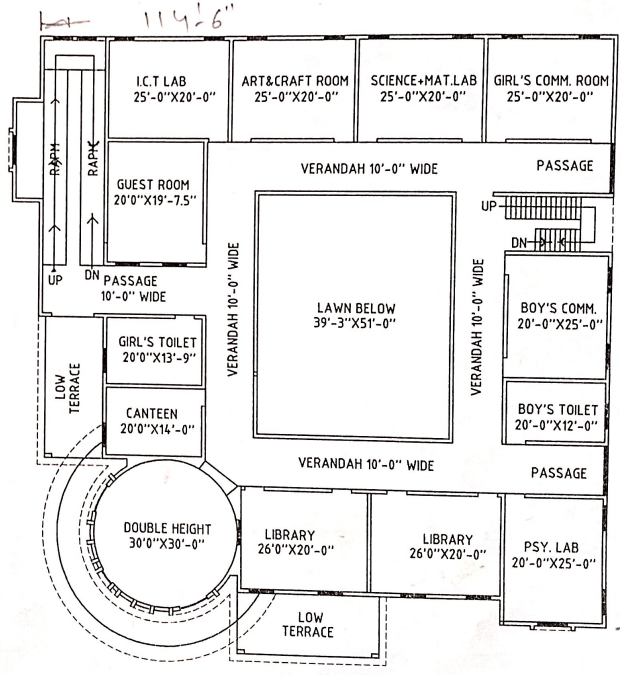 114'-6"
I.C.T LAB
25'-0"X20'-0"
ART&CRAFT ROOM
25'-0"X20'-0"
SCIENCE+MAT.LAB
25'-0"X20'-0"
GIRL'S COMM. ROOM
25'-0"X20'-0"
RAPM
RAPM
VERANDAH 10'-0" WIDE
PASSAGE
GUEST ROOM
20'0"X19'-7.5"
UP
DN
UP
DN
PASSAGE
10'-0" WIDE
VERANDAH 10'-0" WIDE
LAWN BELOW
39'-3"X51'-0"
VERANDAH 10'-0" WIDE
BOY'S COMM.
20'-0"X25'-0"
GIRL'S TOILET
20'0"X13'-9"
LOW
TERRACE
CANTEEN
20'0"X14'-0"
BOY'S TOILET
20'-0"X12'-0"
VERANDAH 10'-0" WIDE
PASSAGE
DOUBLE HEIGHT
30'0"X30'-0"
LIBRARY
26'0"X20'-0"
LIBRARY
26'0"X20'-0"
PSY. LAB
20'-0"X25'-0"
LOW
TERRACE